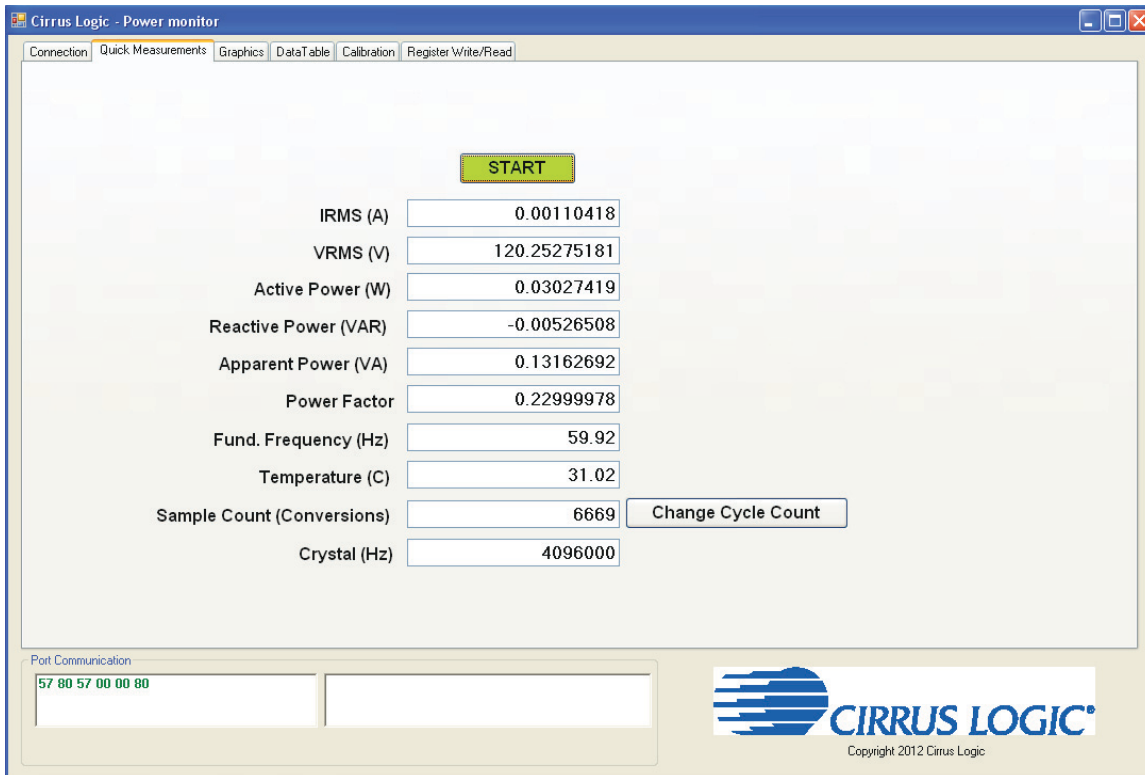 Cirrus Logic - Power monitor
Connection Quick Measurements Graphics DataTable Calibration Register Write/Read
START
IRMS (A) 0.00110418
VRMS (V) 120.25275181
Active Power (W) 0.03027419
Reactive Power (VAR) -0.00526508
Apparent Power (VA) 0.13162692
Power Factor 0.22999978
Fund. Frequency (Hz) 59.92
Temperature (C) 31.02
Sample Count (Conversions) 6669 Change Cycle Count
Crystal (Hz) 4096000
Port Communication
57 80 57 00 00 80
CIRRUS LOGIC®
Copyright 2012 Cirrus Logic